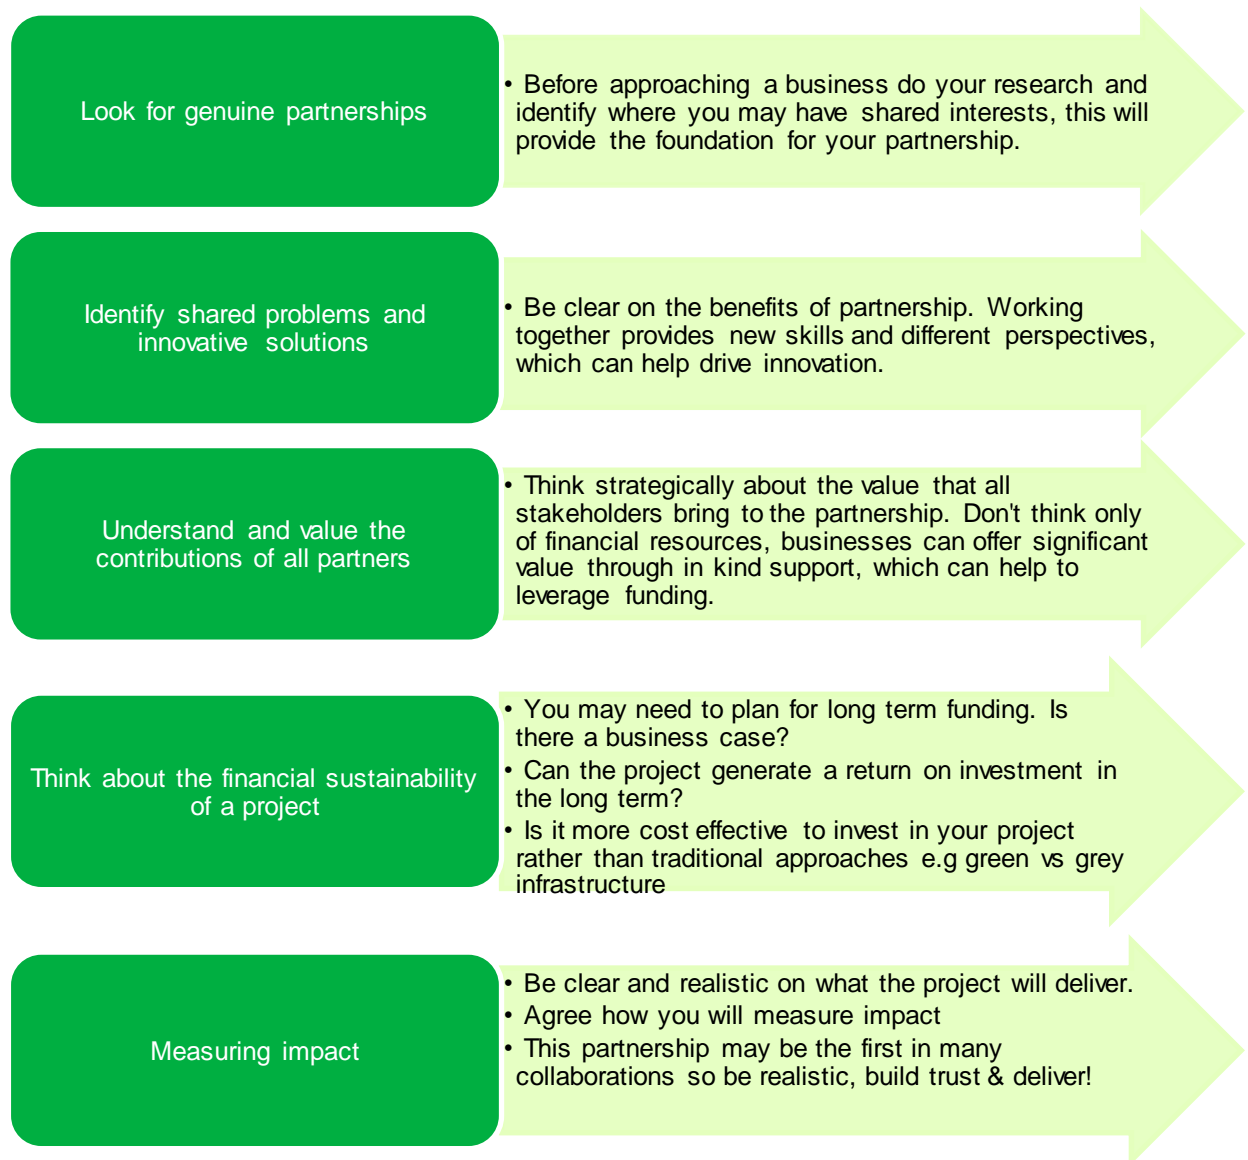 Look for genuine partnerships
• Before approaching a business do your research and
identify where you may have shared interests, this will
provide the foundation for your partnership.
Identify shared problems and
innovative solutions
• Be clear on the benefits of partnership. Working
together provides new skills and different perspectives,
which can help drive innovation.
Understand and value the
contributions of all partners
• Think strategically about the value that all
stakeholders bring to the partnership. Don't think only
of financial resources, businesses can offer significant
value through in kind support, which can help to
leverage funding.
Think about the financial sustainability
of a project
• You may need to plan for long term funding. Is
there a business case?
• Can the project generate a return on investment in
the long term?
• Is it more cost effective to invest in your project
rather than traditional approaches e.g green vs grey
infrastructure
Measuring impact
• Be clear and realistic on what the project will deliver.
• Agree how you will measure impact
• This partnership may be the first in many
collaborations so be realistic, build trust & deliver!